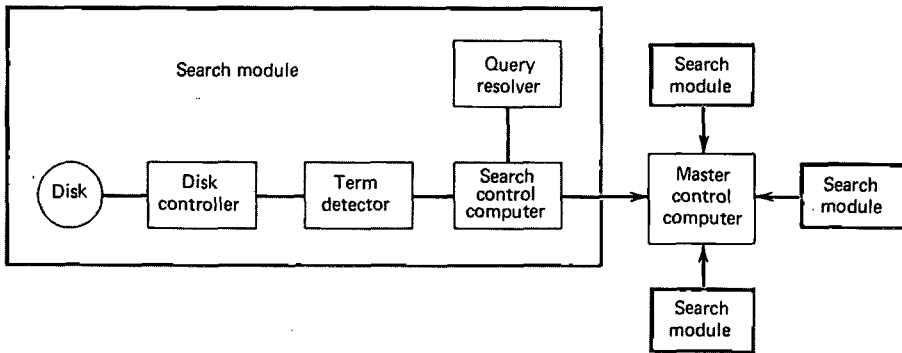 Search module
Query
resolver
Disk
Disk
controller
Term
detector
Search
control
computer
Search
module
Master
control
computer
Search
module
Search
module